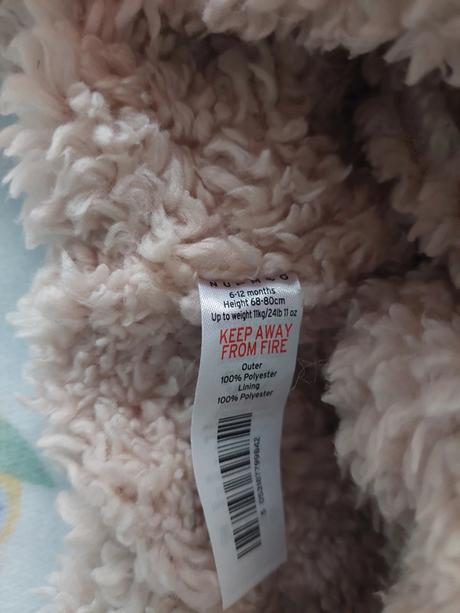 6-12 months
Height 68-80cm
Up to weight 11kg/24lb 11 oz
KEEP AWAY
FROM FIRE
Outer
100% Polyester
Lining
100% Polyester